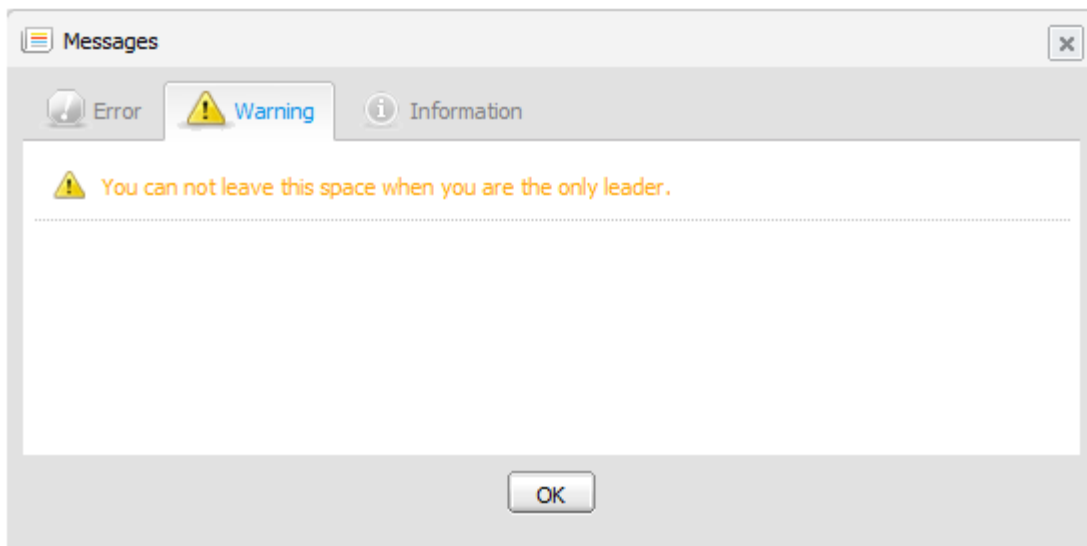 Messages
Error Warning Information
You can not leave this space when you are the only leader.
OK